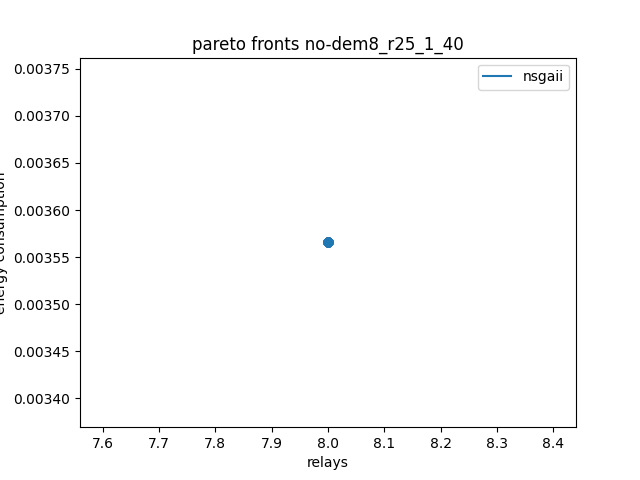 pareto fronts no-dem8_r25_1_40
nsgaii
0.00375
0.00370
0.00365
0.00360
0.00355
0.00350
0.00345
0.00340
energy consumption
7.6 7.7 7.8 7.9 8.0 8.1 8.2 8.3 8.4
relays